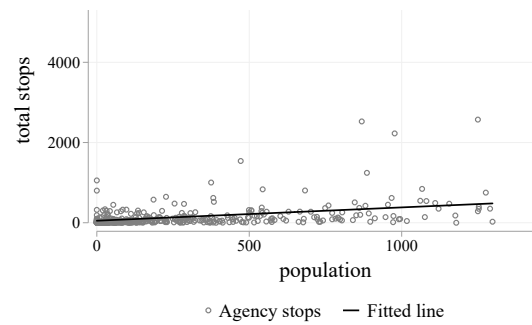 total stops
4000
2000
0
0 500 1000
population
Agency stops Fitted line